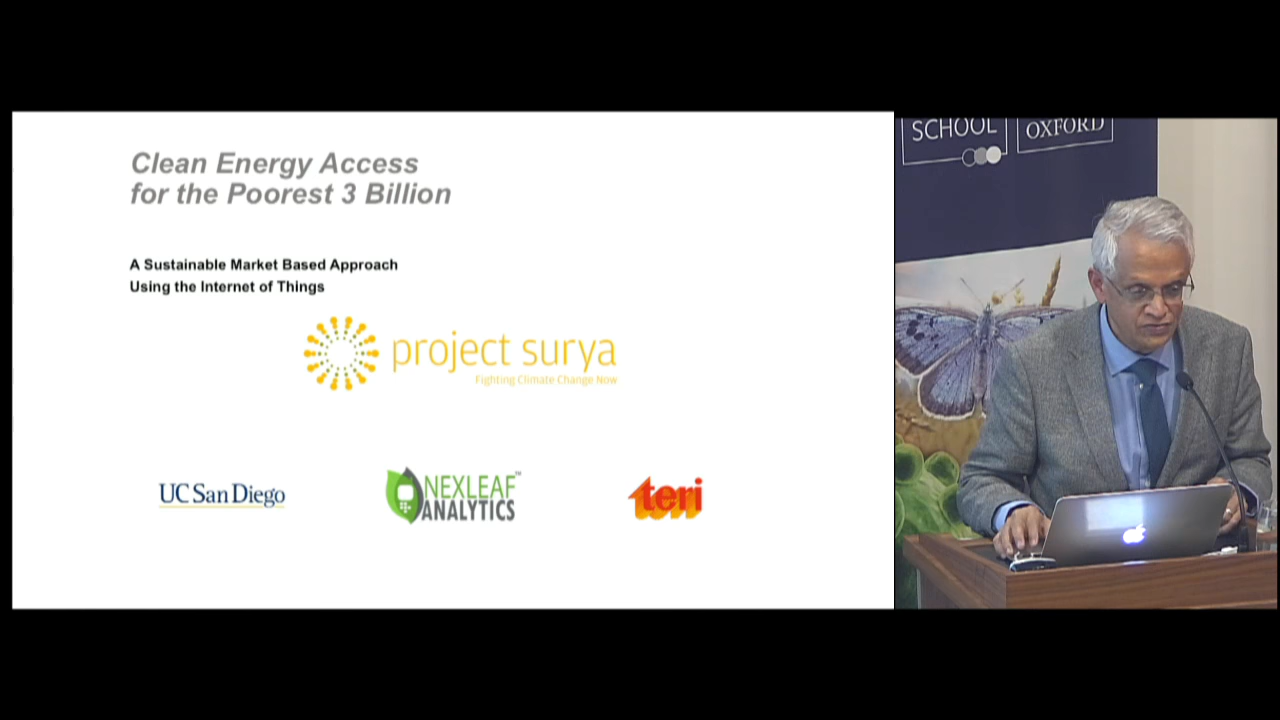 Clean Energy Access
for the Poorest 3 Billion
A Sustainable Market Based Approach
Using the Internet of Things
project surya
Fighting Climate Change Now
UC San Diego
NEXLEAF™
ANALYTICS
teri
SCHOOL
OXFORD